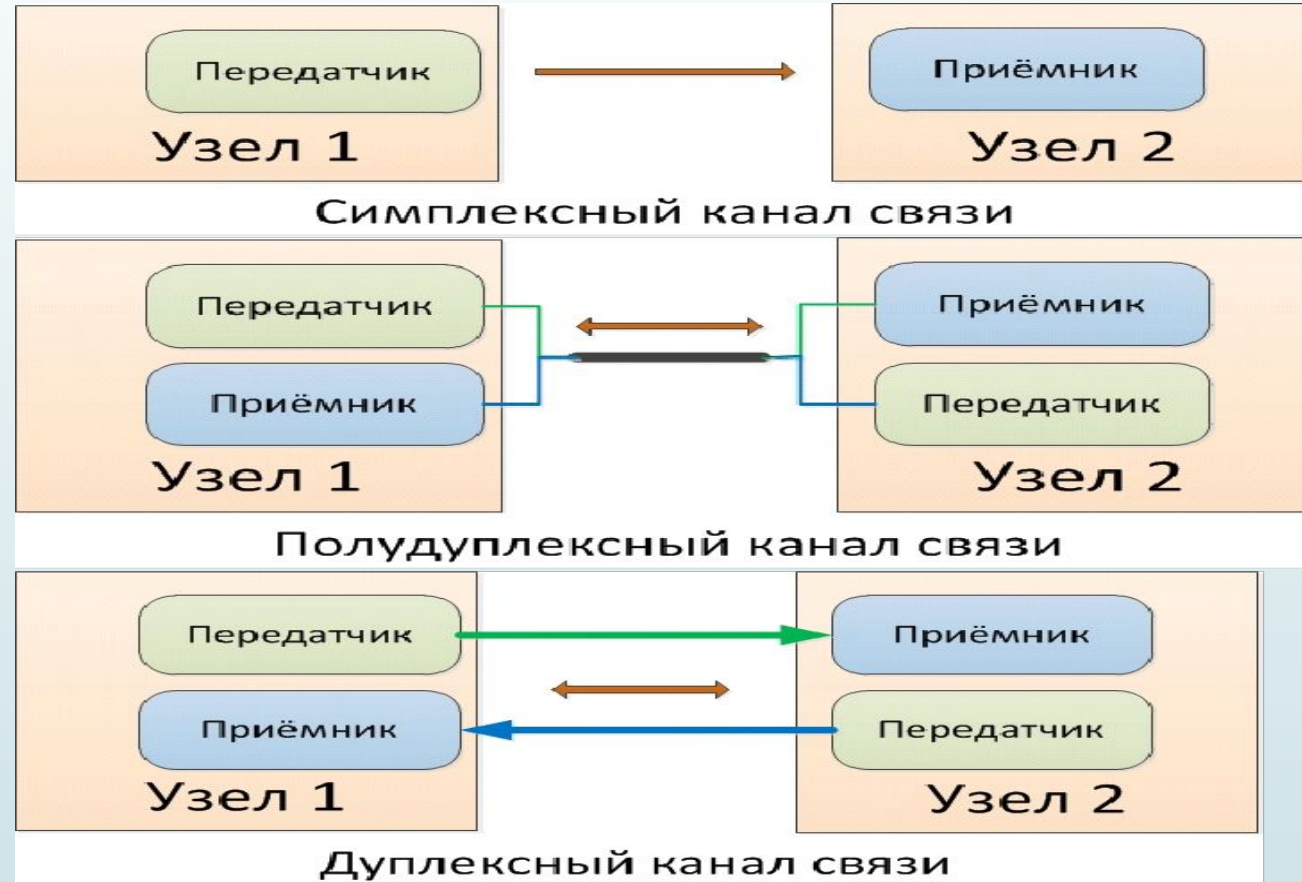 Передатчик
Приёмник
Узел 1
Узел 2
Симплексный канал связи
Передатчик
Приёмник
Приёмник
Передатчик
Узел 1
Узел 2
Полудуплексный канал связи
Передатчик
Приёмник
Приёмник
Передатчик
Узел 1
Узел 2
Дуплексный канал связи